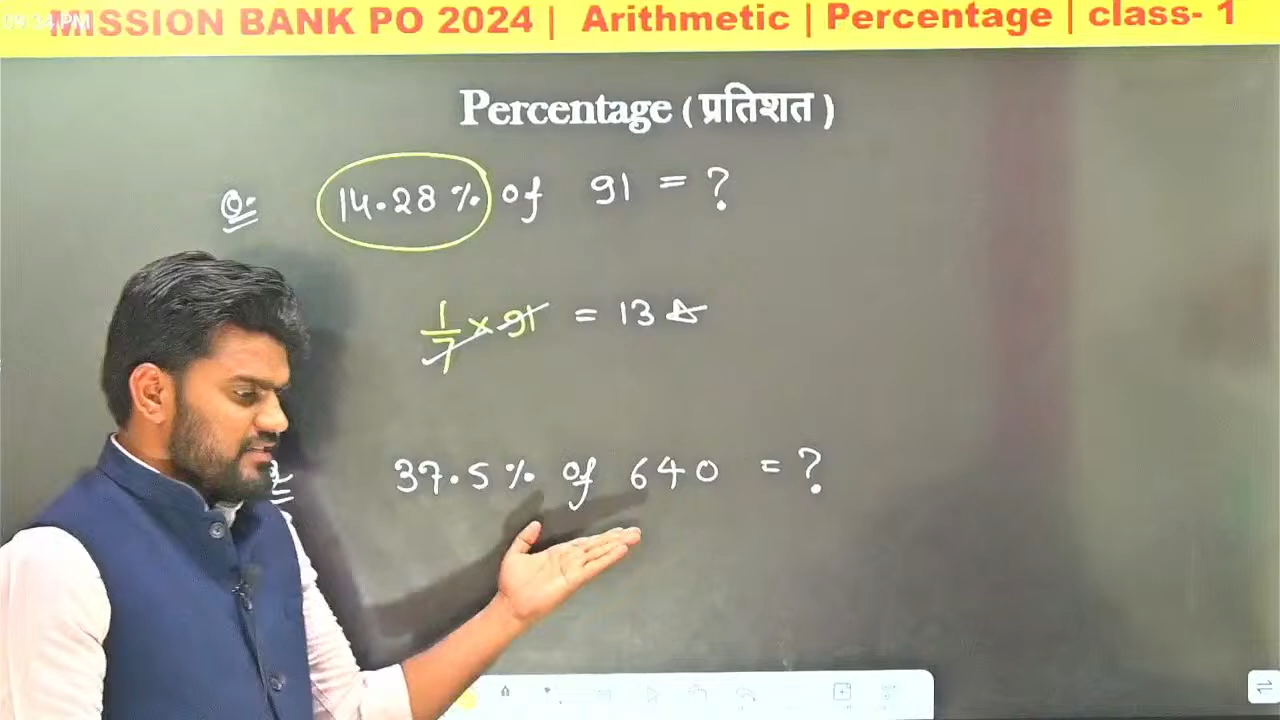 MISSION BANK PO 2024 | Arithmetic | Percentage | class- 1
Percentage ( प्रतिशत )
Q. 14.28 % of 91 = ?
1/7 × 91 = 13
37.5 % of 640 = ?